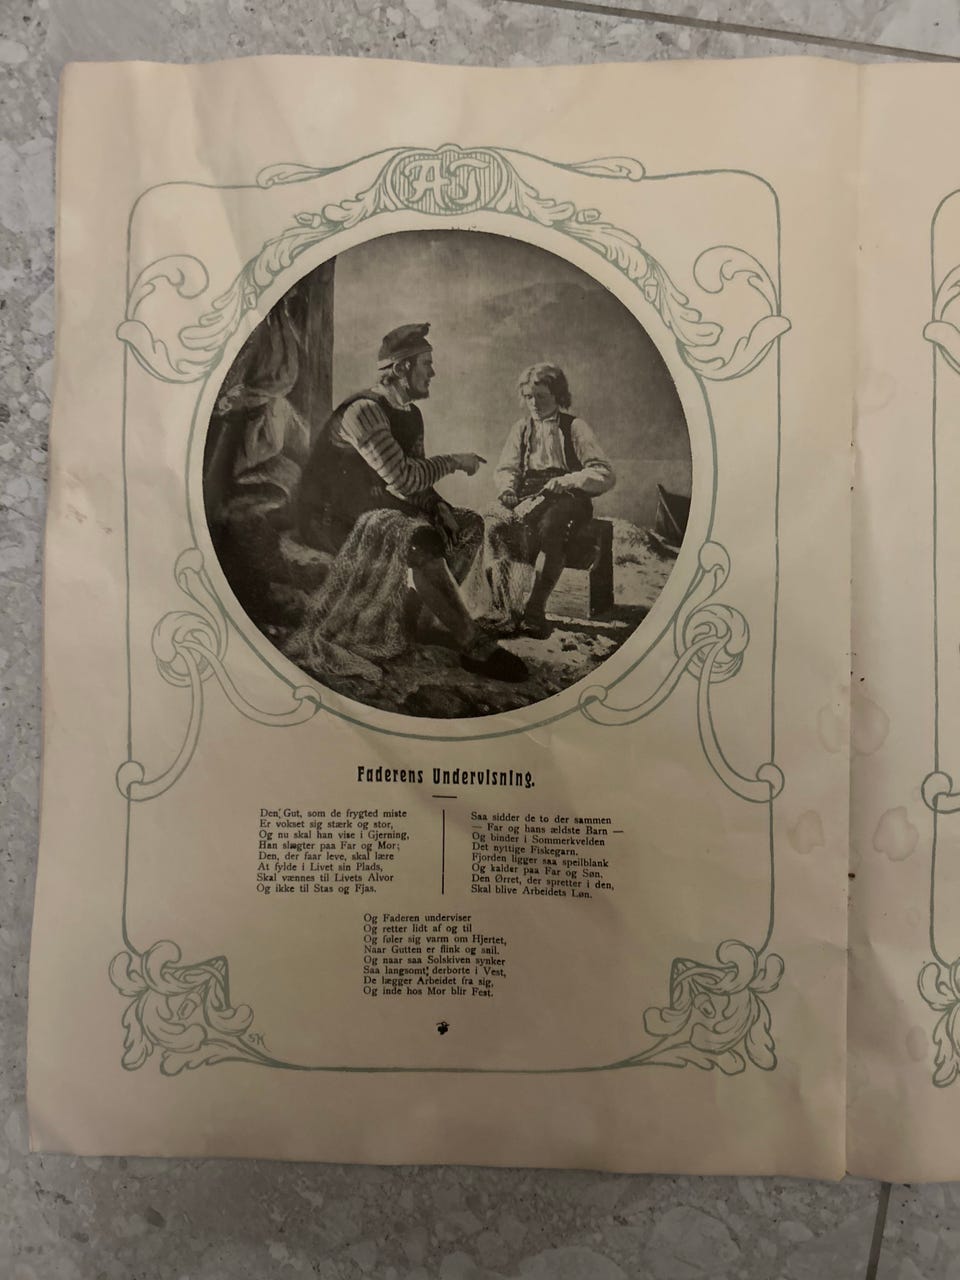 AT
Faderens Undervisning.
Den Gut, som de frygted miste
Er vokset sig stærk og stor,
Og nu skal han vise i Gjerning,
Han slægter paa Far og Mor;
Den, der faar leve, skal lære
At fylde i Livet sin Plads,
Skal vænnes til Livets Alvor
Og ikke til Stas og Fjas.
Saa sidder de to der sammen
— Far og hans ældste Barn —
Og binder i Sommerkvelden
Det nyttige Fiskegarn.
Fjorden ligger saa speilblank
Og kalder paa Far og Søn.
Den Ørret, der spretter i den,
Skal blive Arbeidets Løn.
Og Faderen underviser
Og retter lidt af og til
Og føler sig varm om Hjertet,
Naar Gutten er flink og snil.
Og naar saa Solskiven synker
Saa langsomt derborte i Vest,
De lægger Arbeidet fra sig,
Og inde hos Mor blir Fest.
SK